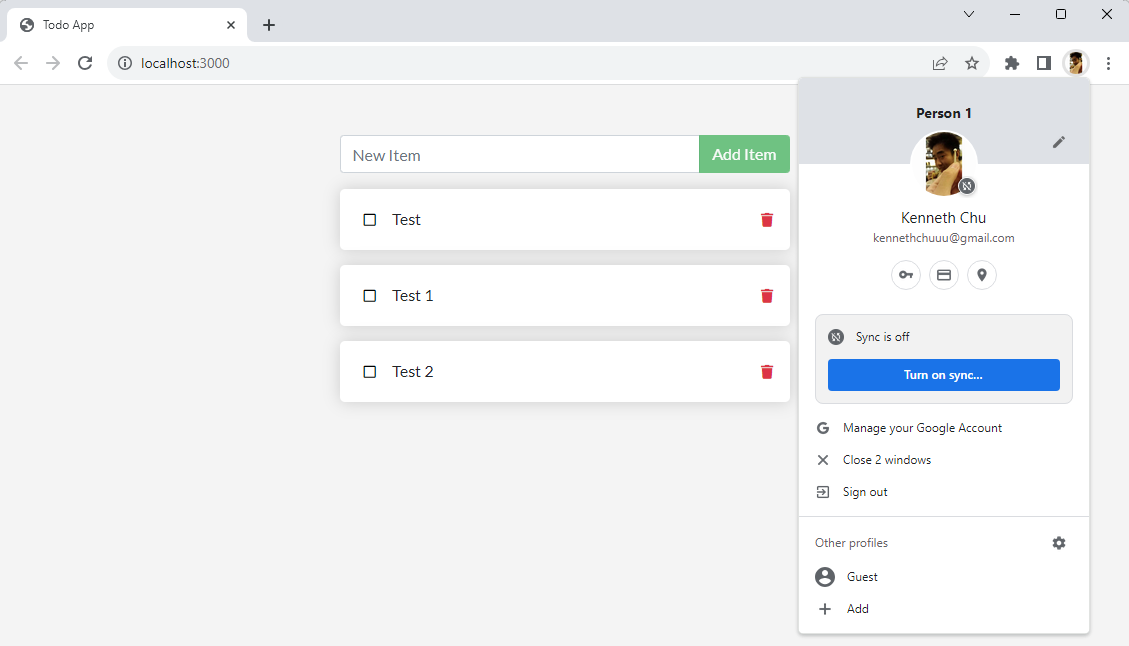 Todo App
localhost:3000
New Item
Add Item
Test
Test 1
Test 2
Person 1
Kenneth Chu
kennethchuuu@gmail.com
Sync is off
Turn on sync...
Manage your Google Account
Close 2 windows
Sign out
Other profiles
Guest
Add